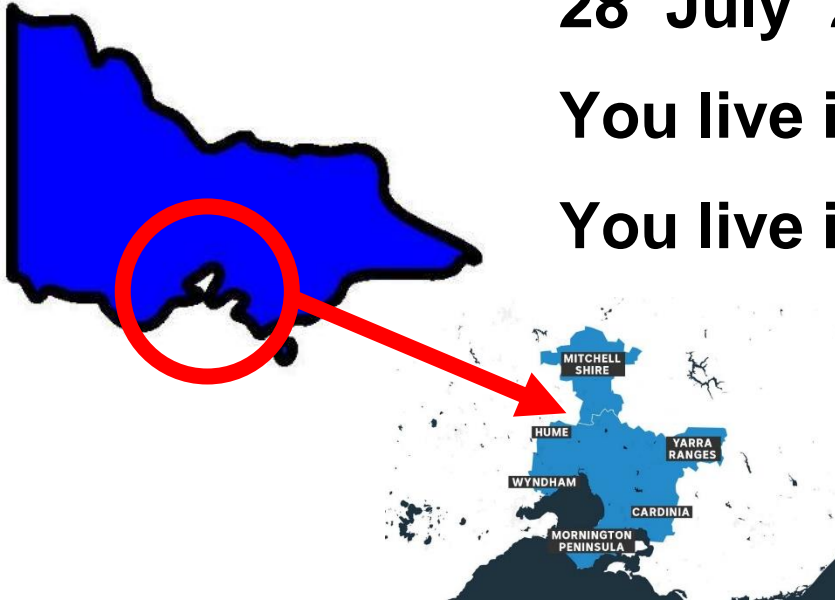 28 July
You live i
You live i
MITCHELL
SHIRE
HUME
YARRA
RANGES
WYNDHAM
CARDINIA
MORNINGTON
PENINSULA